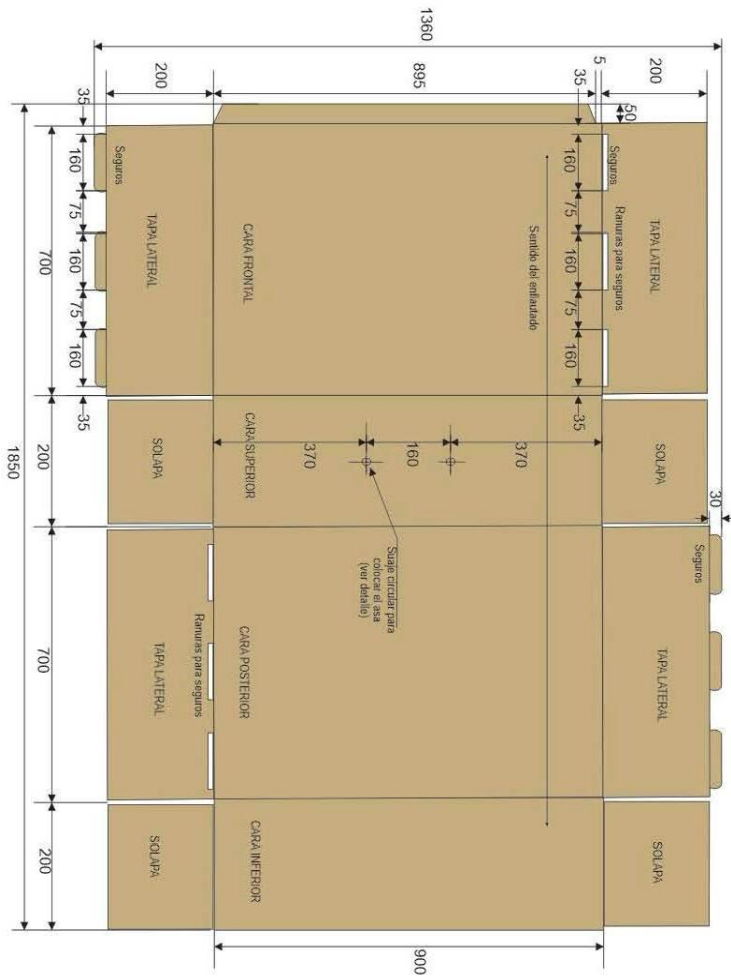 30
Seguros
200
TAPA LATERAL
SOLAPA
TAPA LATERAL
SOLAPA
50
Seguros
Ranuras para seguros
5
35
35
160
75
160
75
160
35
Sentido del enflautado
370
1360
895
160
900
Suaje circular para
colocar el asa
(ver detalle)
370
CARA FRONTAL
CARA SUPERIOR
CARA POSTERIOR
CARA INFERIOR
Ranuras para seguros
200
TAPA LATERAL
SOLAPA
TAPA LATERAL
SOLAPA
Seguros
35
160
75
160
75
160
35
700
200
700
200
1850